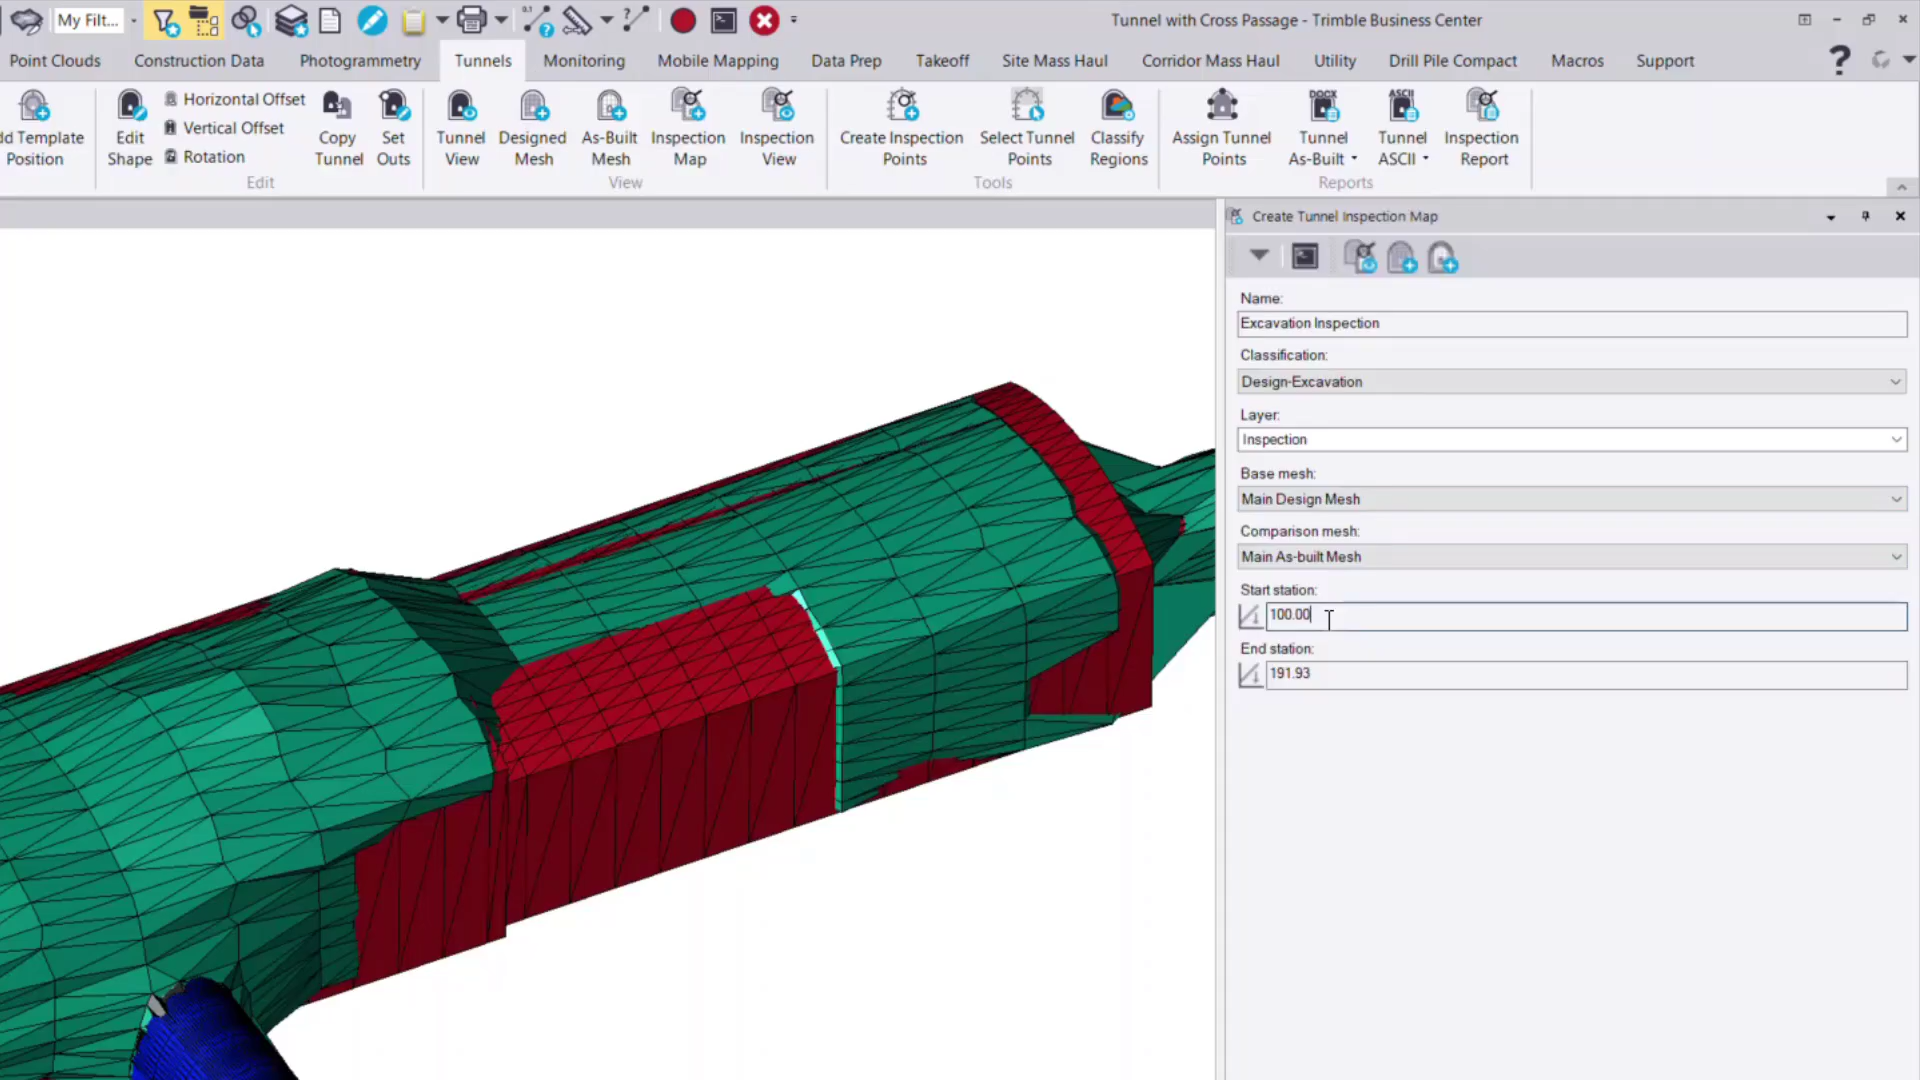 My Filt...
Tunnel with Cross Passage - Trimble Business Center
Point Clouds
Construction Data
Photogrammetry
Tunnels
Monitoring
Mobile Mapping
Data Prep
Takeoff
Site Mass Haul
Corridor Mass Haul
Utility
Drill Pile Compact
Macros
Support
dd Template
Position
Edit
Shape
Horizontal Offset
Vertical Offset
Rotation
Copy
Tunnel
Set
Outs
Edit
Tunnel
View
Designed
Mesh
As-Built
Mesh
Inspection
Map
Inspection
View
View
Create Inspection
Points
Select Tunnel
Points
Classify
Regions
Tools
Assign Tunnel
Points
DOCX
Tunnel
As-Built
ASCII
Tunnel
ASCII
Inspection
Report
Reports
Create Tunnel Inspection Map
Name:
Excavation Inspection
Classification:
Design-Excavation
Layer:
Inspection
Base mesh:
Main Design Mesh
Comparison mesh:
Main As-built Mesh
Start station:
100.00
End station:
191.93